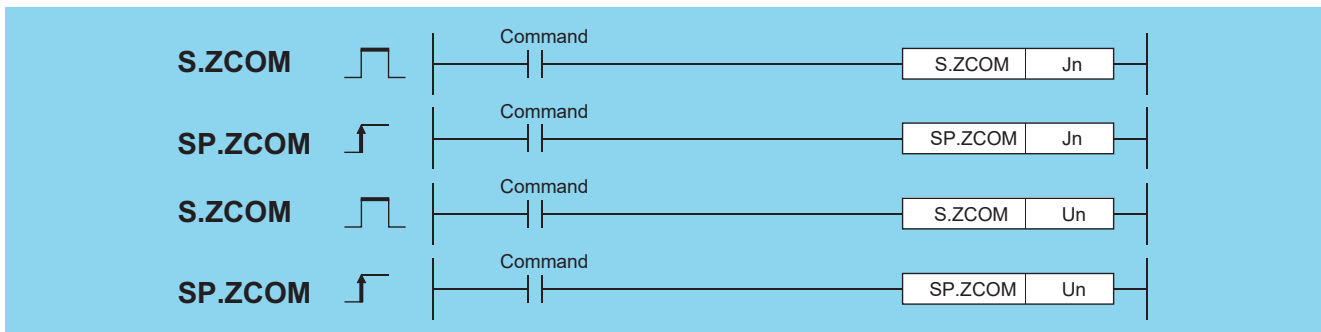 Command
S.ZCOM S.ZCOM Jn
Command
SP.ZCOM SP.ZCOM Jn
Command
S.ZCOM S.ZCOM Un
Command
SP.ZCOM SP.ZCOM Un